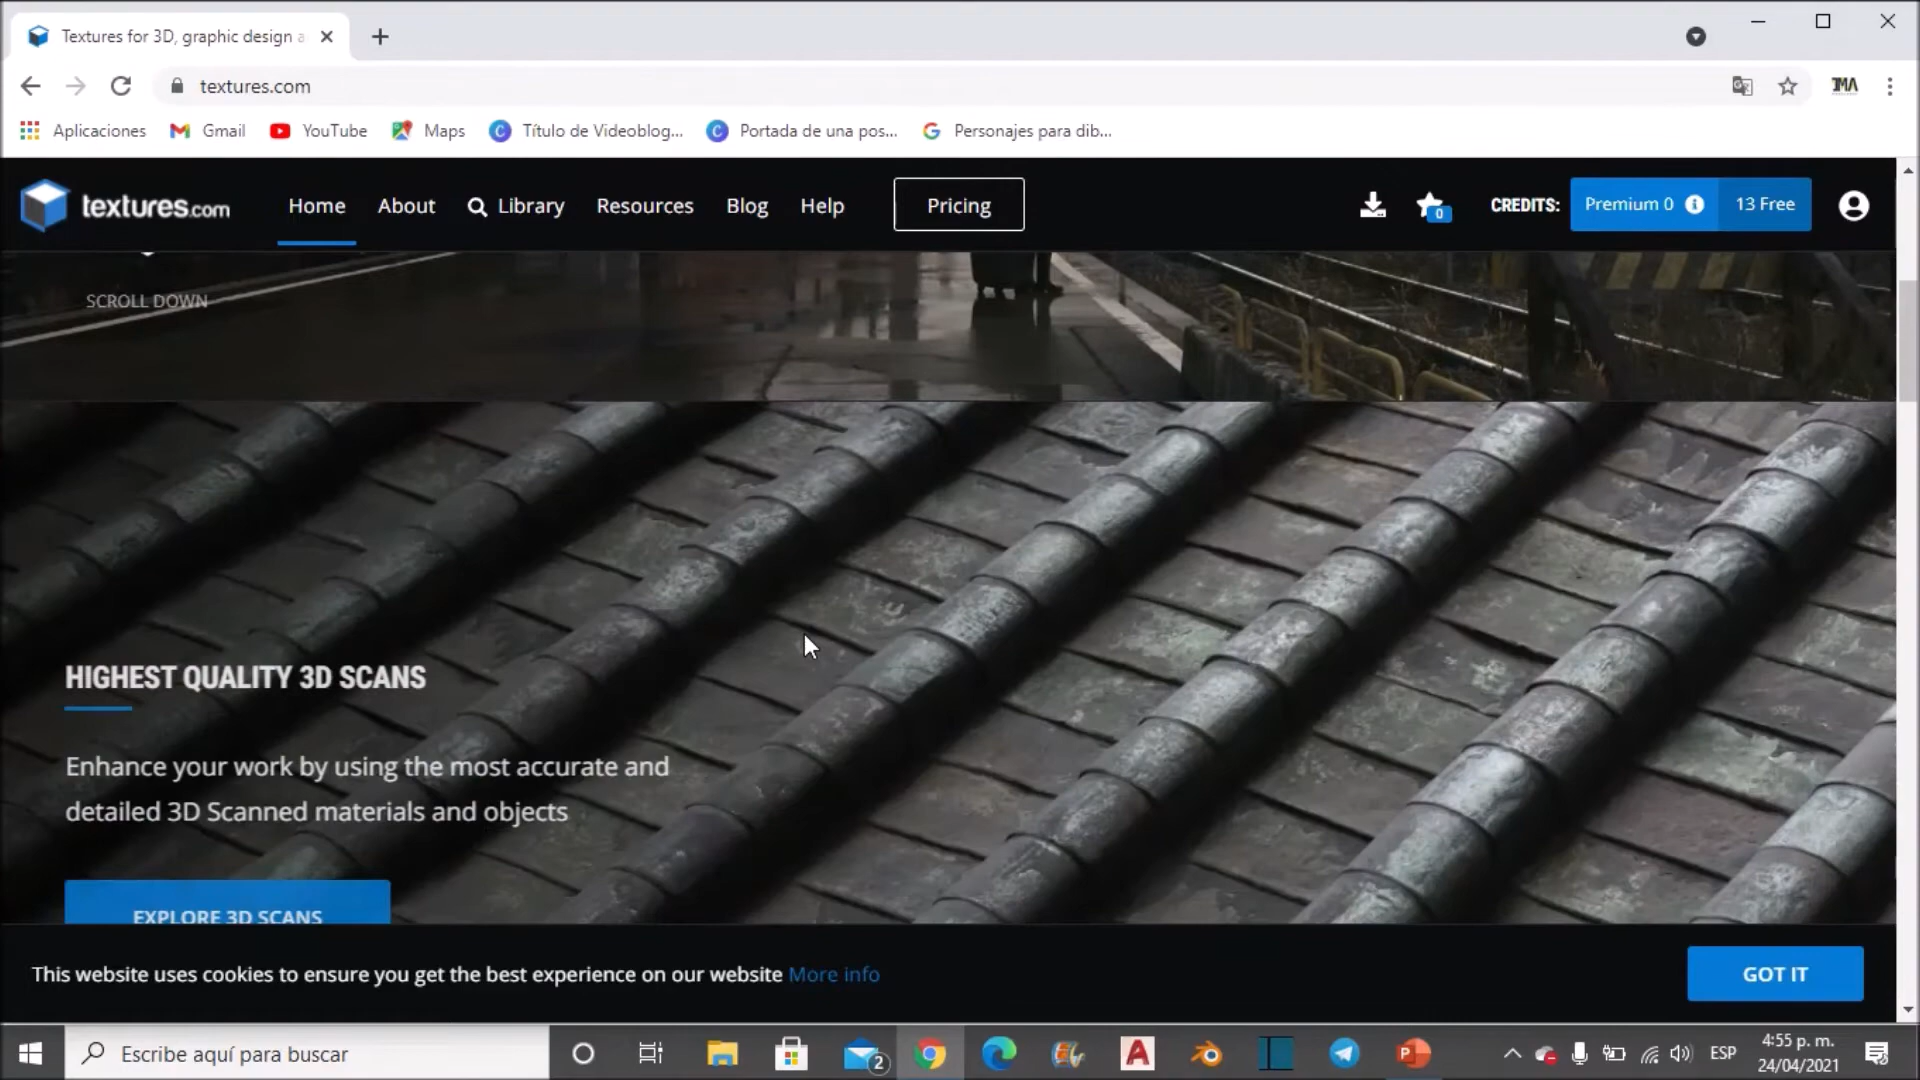 Textures for 3D, graphic design a
textures.com
Aplicaciones
Gmail
YouTube
Maps
Título de Videoblog...
Portada de una pos...
Personajes para dib...
textures.com
Home
About
Library
Resources
Blog
Help
Pricing
0
CREDITS:
Premium 0
13 Free
SCROLL DOWN
HIGHEST QUALITY 3D SCANS
Enhance your work by using the most accurate and
detailed 3D Scanned materials and objects
EXPLORE 3D SCANS
This website uses cookies to ensure you get the best experience on our website More info
GOT IT
Escribe aquí para buscar
2
ESP
4:55 p. m.
24/04/2021